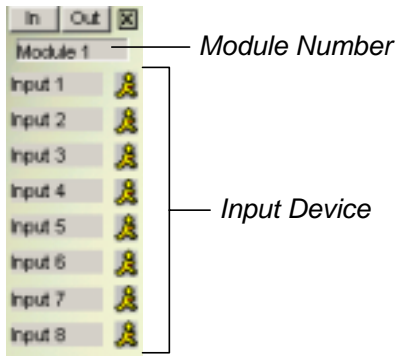 In Out
Module 1 Module Number
Input 1
Input 2
Input 3
Input 4
Input 5 Input Device
Input 6
Input 7
Input 8